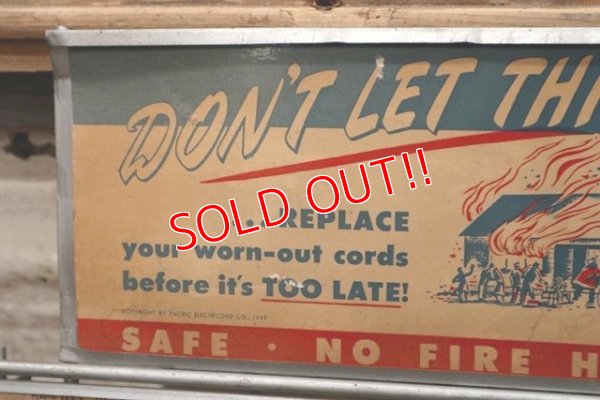 DON'T LET THI
SOLD OUT!!
...REPLACE
your worn-out cords
before it's TOO LATE!
COPYRIGHT BY PACIFIC ELECTRICORD CO., 1947
SAFE · NO FIRE H